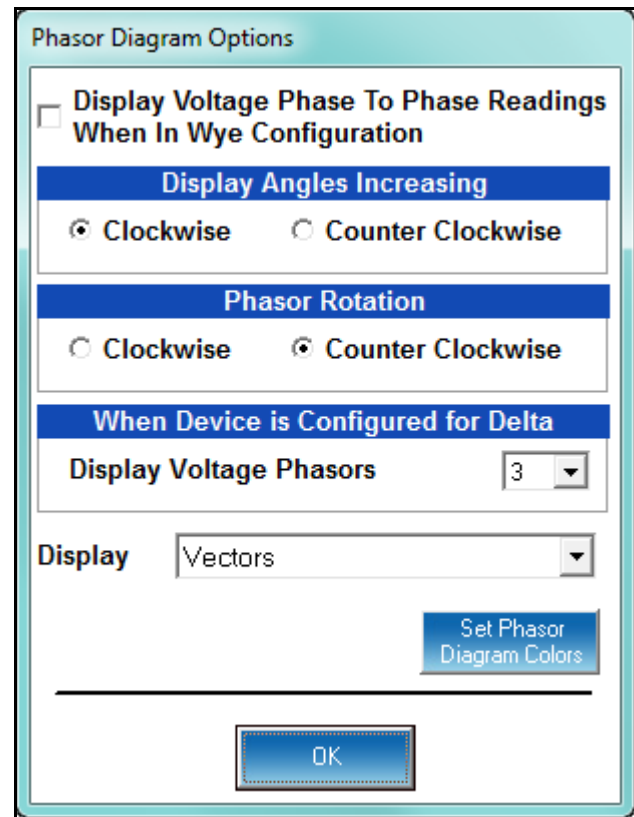 Phasor Diagram Options
Display Voltage Phase To Phase Readings
When In Wye Configuration
Display Angles Increasing
Clockwise Counter Clockwise
Phasor Rotation
Clockwise Counter Clockwise
When Device is Configured for Delta
Display Voltage Phasors 3
Display Vectors
Set Phasor
Diagram Colors
OK